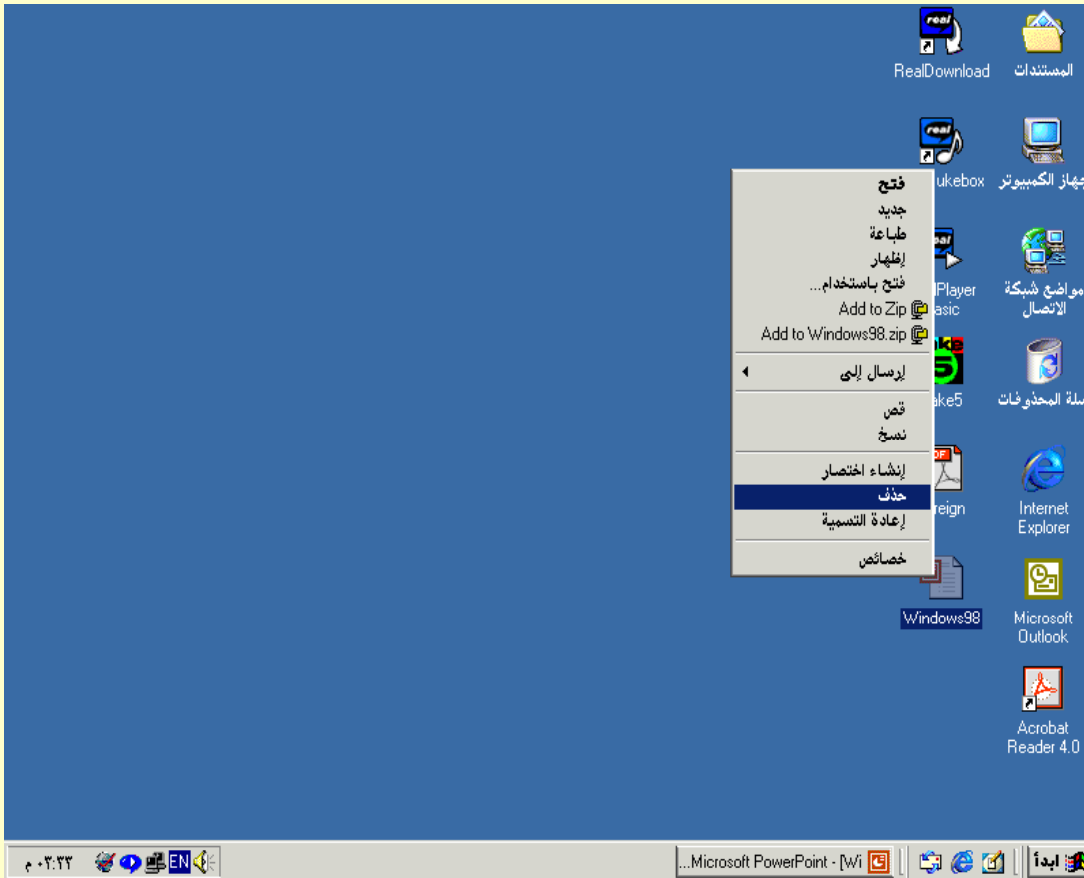 المستندات
RealDownload
جهاز الكمبيوتر
ukebox
مواضع شبكة
الاتصال
lPlayer
asic
سلة المحذوفات
ake5
Internet
Explorer
reign
Microsoft
Outlook
Windows98
Acrobat
Reader 4.0
فتح
جديد
طباعة
إظهار
فتح باستخدام...
Add to Zip
Add to Windows98.zip
إرسال إلى
قص
نسخ
إنشاء اختصار
حذف
إعادة التسمية
خصائص
ابدأ
Microsoft PowerPoint - [Wi...
EN
٠٣:٣٣ م